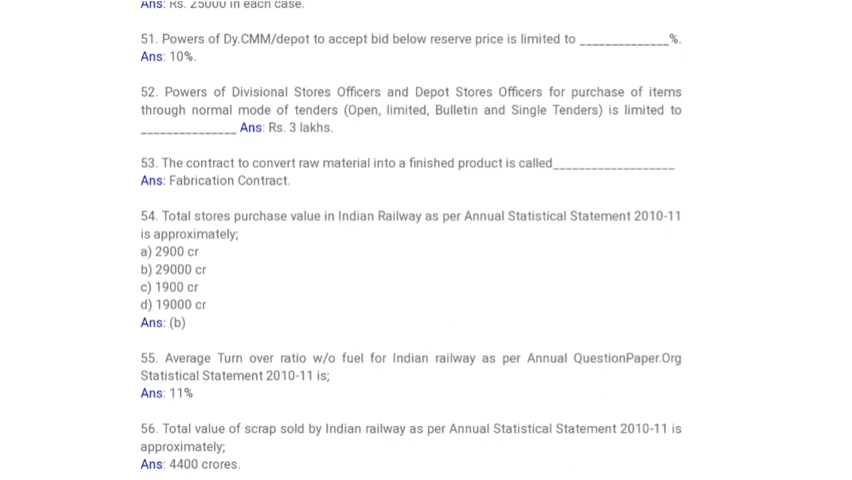 Ans: Rs. 25000 in each case.
51. Powers of Dy.CMM/depot to accept bid below reserve price is limited to ______________%.
Ans: 10%.
52. Powers of Divisional Stores Officers and Depot Stores Officers for purchase of items
through normal mode of tenders (Open, limited, Bulletin and Single Tenders) is limited to
_______________ Ans: Rs. 3 lakhs.
53. The contract to convert raw material into a finished product is called___________________
Ans: Fabrication Contract.
54. Total stores purchase value in Indian Railway as per Annual Statistical Statement 2010-11
is approximately;
a) 2900 cr
b) 29000 cr
c) 1900 cr
d) 19000 cr
Ans: (b)
55. Average Turn over ratio w/o fuel for Indian railway as per Annual QuestionPaper.Org
Statistical Statement 2010-11 is;
Ans: 11%
56. Total value of scrap sold by Indian railway as per Annual Statistical Statement 2010-11 is
approximately;
Ans: 4400 crores.